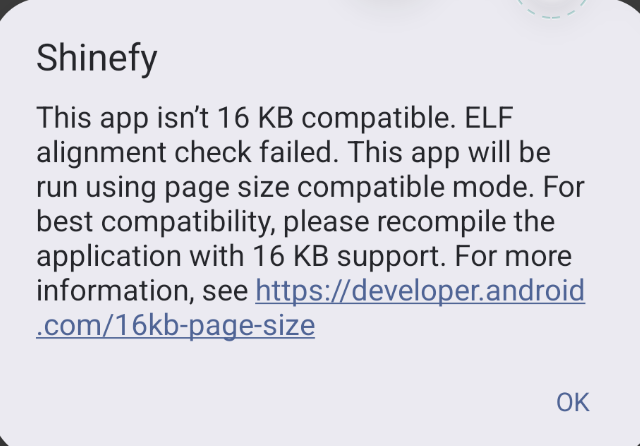 Shinefy
This app isn’t 16 KB compatible. ELF
alignment check failed. This app will be
run using page size compatible mode. For
best compatibility, please recompile the
application with 16 KB support. For more
information, see https://developer.android
.com/16kb-page-size
OK